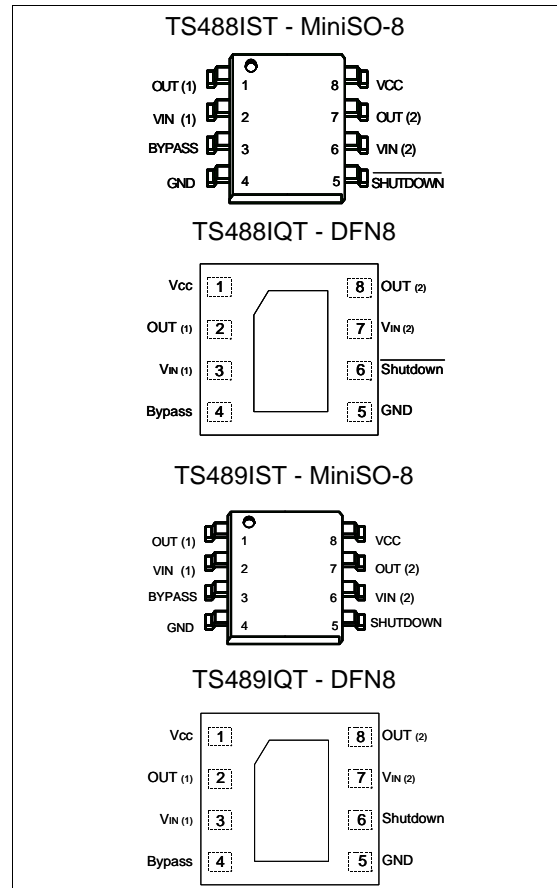 TS488IST - MiniSO-8
OUT (1) 1 8 VCC
VIN (1) 2 7 OUT (2)
BYPASS 3 6 VIN (2)
GND 4 5 SHUTDOWN
TS488IQT - DFN8
Vcc 1 8 OUT (2)
OUT (1) 2 7 VIN (2)
VIN (1) 3 6 Shutdown
Bypass 4 5 GND
TS489IST - MiniSO-8
OUT (1) 1 8 VCC
VIN (1) 2 7 OUT (2)
BYPASS 3 6 VIN (2)
GND 4 5 SHUTDOWN
TS489IQT - DFN8
Vcc 1 8 OUT (2)
OUT (1) 2 7 VIN (2)
VIN (1) 3 6 Shutdown
Bypass 4 5 GND